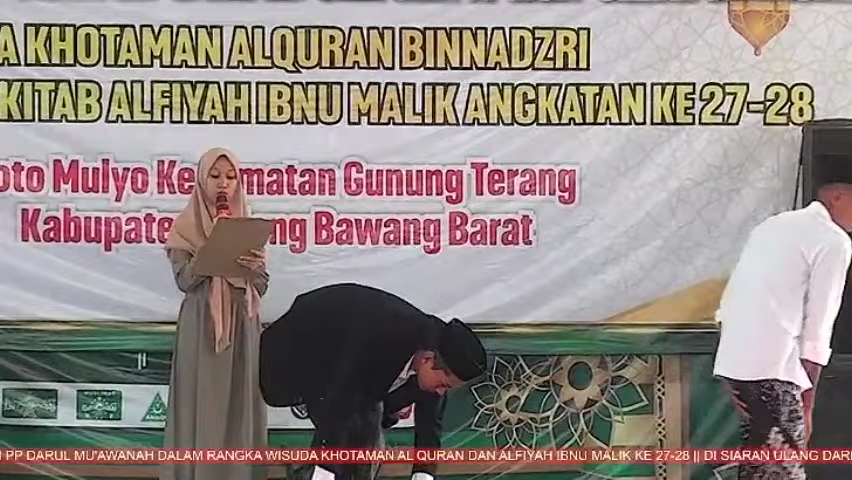 A KHOTAMAN ALQURAN BINNADZRI
KITAB ALFIYAH IBNU MALIK ANGKATAN KE 27-28
oto Mulyo Ke matan Gunung Terang
Kabupate ng Bawang Barat
PP DARUL MU'AWANAH DALAM RANGKA WISUDA KHOTAMAN AL QURAN DAN ALFIYAH IBNU MALIK KE 27-28 || DI SIARAN ULANG DARI